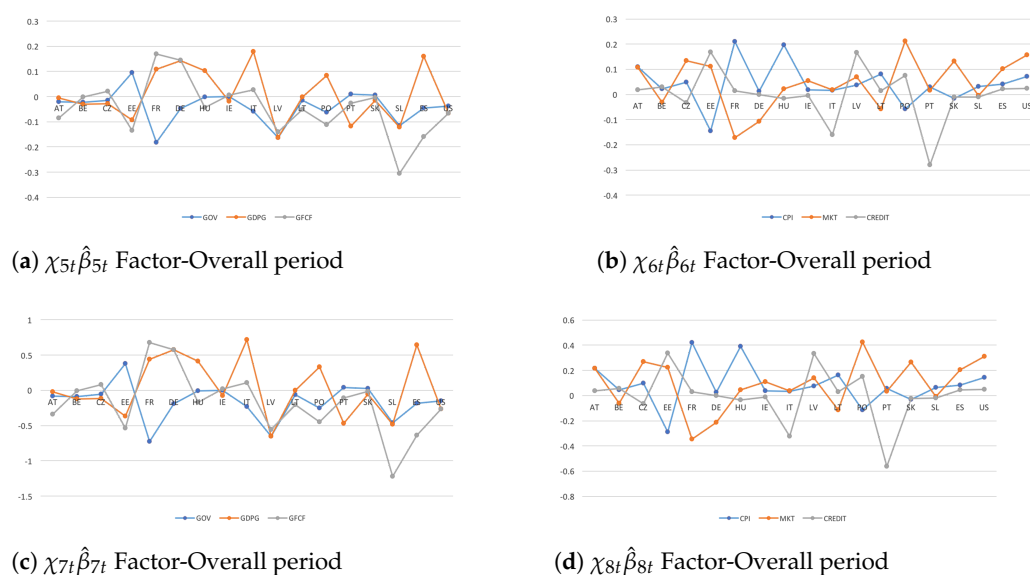 0.3
0.2
0.1
0
-0.1
-0.2
-0.3
-0.4
AT BE CZ EE FR DE HU IE IT LV LT PO PT SK SL ES US
GOV GDPG GFCF
(a) χ5tβ̂5t Factor-Overall period
0.3
0.2
0.1
0
-0.1
-0.2
-0.3
-0.4
AT BE CZ EE FR DE HU IE IT LV LT PO PT SK SL ES US
CPI MKT CREDIT
(b) χ6tβ̂6t Factor-Overall period
1
0.5
0
-0.5
-1
-1.5
AT BE CZ EE FR DE HU IE IT LV LT PO PT SK SL ES US
GOV GDPG GFCF
(c) χ7tβ̂7t Factor-Overall period
0.6
0.4
0.2
0
-0.2
-0.4
-0.6
-0.8
AT BE CZ EE FR DE HU IE IT LV LT PO PT SK SL ES US
CPI MKT CREDIT
(d) χ8tβ̂8t Factor-Overall period